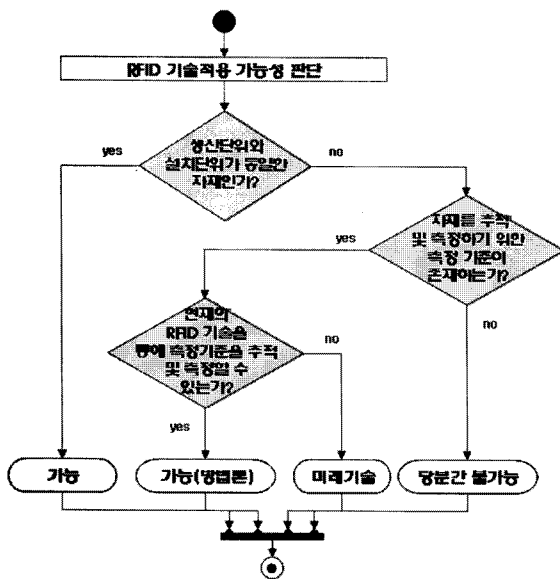 RFID 기술적용 가능성 판단
생산단위와
설치단위가 동일한
자재인가?
yes
no
자재를 추적
및 측정하기 위한
측정 기준이
존재하는가?
yes
no
현재의
RFID 기술을
통해 측정기준을 추적
및 측정할 수
있는가?
no
yes
가능
가능(방법론)
미래기술
당분간 불가능